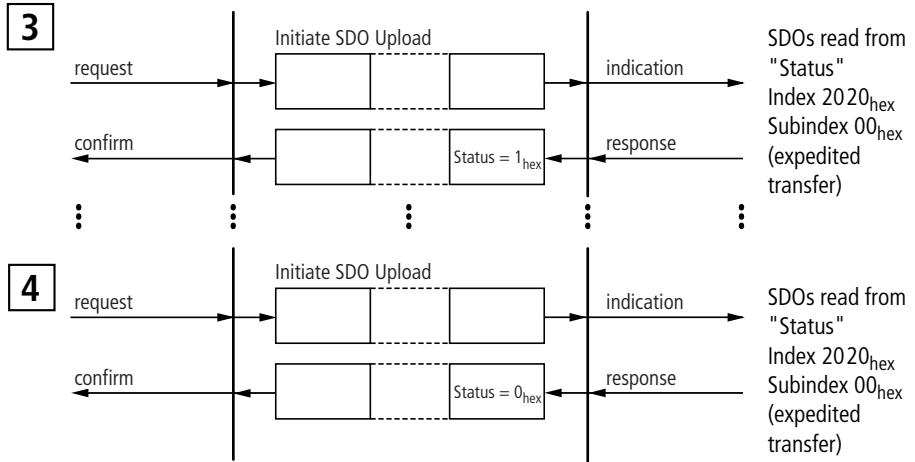 3
Initiate SDO Upload
request
indication
confirm
Status = 1hex
response
SDOs read from
"Status"
Index 2020hex
Subindex 00hex
(expedited
transfer)
4
Initiate SDO Upload
request
indication
confirm
Status = 0hex
response
SDOs read from
"Status"
Index 2020hex
Subindex 00hex
(expedited
transfer)